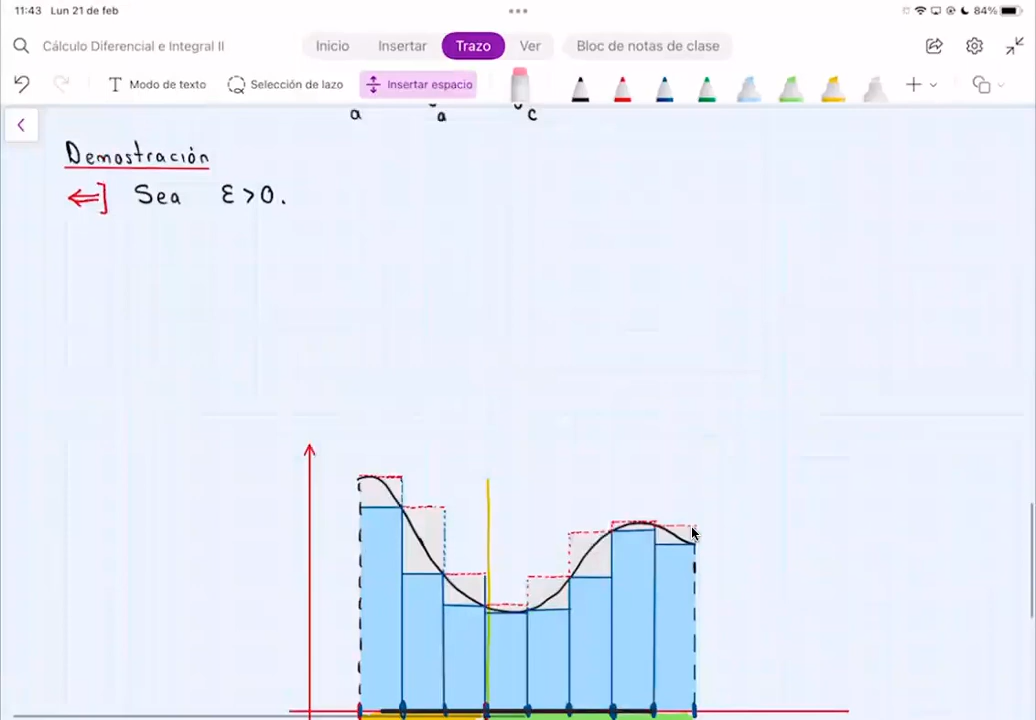 11:43 Lun 21 de feb 84%
Cálculo Diferencial e Integral II Inicio Insertar Trazo Ver Bloc de notas de clase
Modo de texto Selección de lazo Insertar espacio
a a c
Demostración
⇐] Sea ε>0.